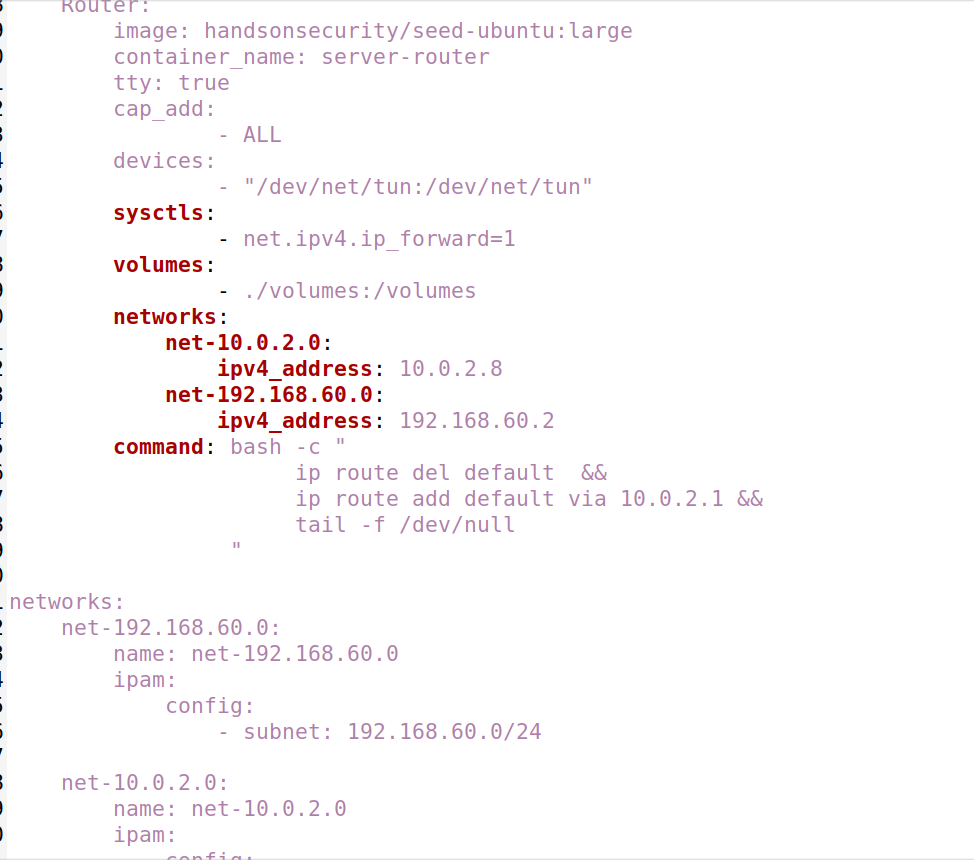 Router:
image: handsonsecurity/seed-ubuntu:large
container_name: server-router
tty: true
cap_add:
- ALL
devices:
- "/dev/net/tun:/dev/net/tun"
sysctls:
- net.ipv4.ip_forward=1
volumes:
- ./volumes:/volumes
networks:
net-10.0.2.0:
ipv4_address: 10.0.2.8
net-192.168.60.0:
ipv4_address: 192.168.60.2
command: bash -c "
ip route del default  &&
ip route add default via 10.0.2.1 &&
tail -f /dev/null
"
networks:
net-192.168.60.0:
name: net-192.168.60.0
ipam:
config:
- subnet: 192.168.60.0/24
net-10.0.2.0:
name: net-10.0.2.0
ipam:
config: